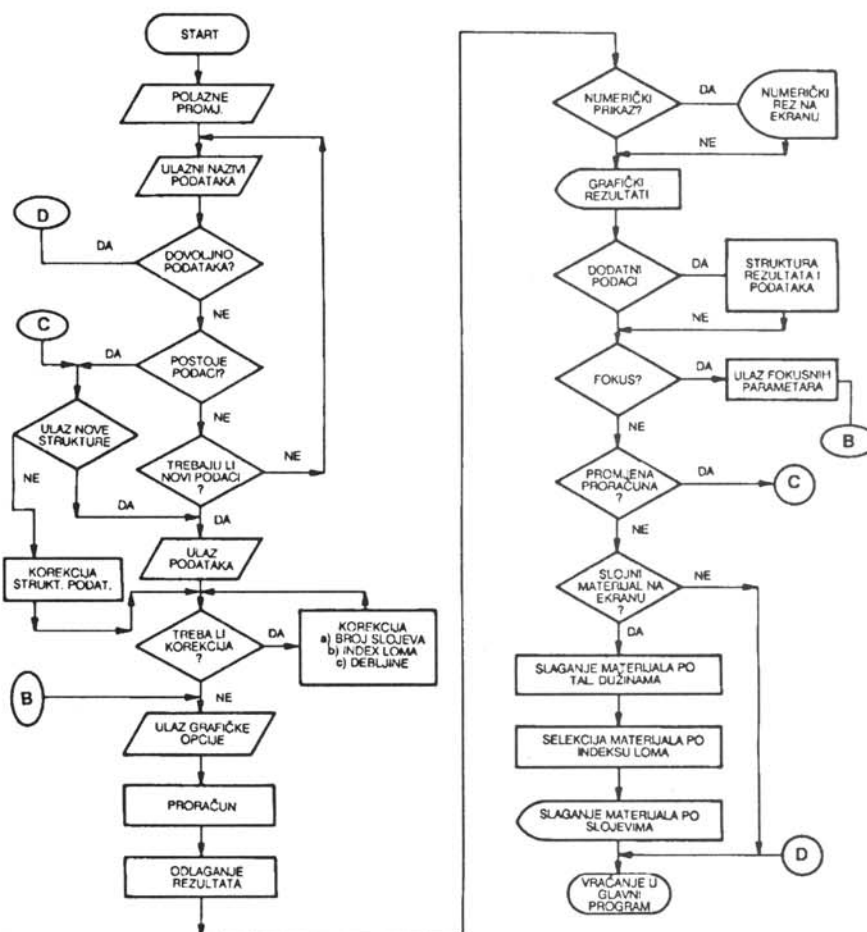 START
POLAZNE
PROMJ.
ULAZNI NAZIVI
PODATAKA
D
DA
DOVOLJNO
PODATAKA?
NE
C
DA
POSTOJE
PODACI?
ULAZ NOVE
STRUKTURE
NE
NE
TREBAJU LI
NOVI PODACI
?
NE
DA
DA
ULAZ
PODATAKA
KOREKCIJA
STRUKT. PODAT.
TREBA LI
KOREKCIJA
?
DA
KOREKCIJA
a) BROJ SLOJEVA
b) INDEX LOMA
c) DEBLJINE
B
NE
ULAZ GRAFIČKE
OPCIJE
PRORAČUN
ODLAGANJE
REZULTATA
NUMERIČKI
PRIKAZ?
DA
NUMERIČKI
REZ NA
EKRANU
NE
GRAFIČKI
REZULTATI
DODATNI
PODACI
DA
STRUKTURA
REZULTATA I
PODATAKA
NE
FOKUS?
DA
ULAZ FOKUSNIH
PARAMETARA
B
NE
PROMJENA
PRORAČUNA
?
DA
C
NE
SLOJNI
MATERIJAL NA
EKRANU
?
NE
DA
SLAGANJE MATERIJALA PO
TAL. DUŽINAMA
SELEKCIJA MATERIJALA PO
INDEKSU LOMA
SLAGANJE MATERIJALA PO
SLOJEVIMA
D
VRAČANJE U
GLAVNI
PROGRAM